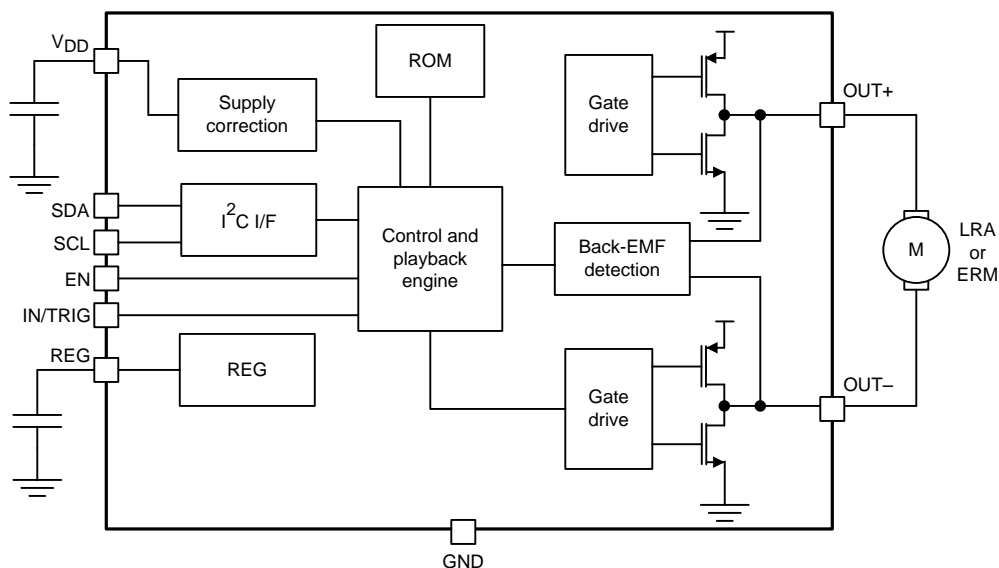 VDD
SDA
SCL
EN
IN/TRIG
REG
Supply
correction
I2C I/F
REG
ROM
Control and
playback
engine
Gate
drive
Back-EMF
detection
Gate
drive
OUT+
OUT–
M
LRA
or
ERM
GND